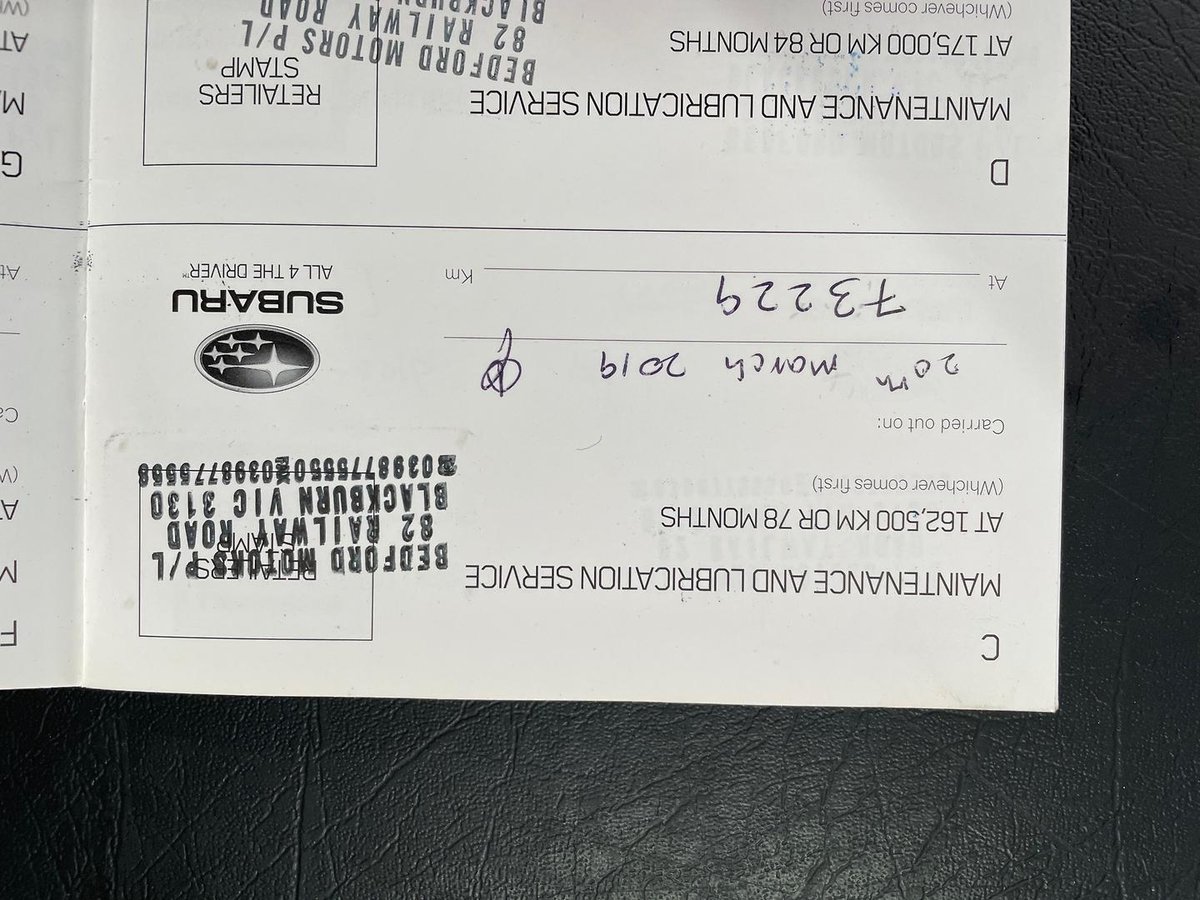 C
MAINTENANCE AND LUBRICATION SERVICE
AT 162,500 KM OR 78 MONTHS
(Whichever comes first)
Carried out on:
20th March 2019
At 73229 Km
RETAILERS
STAMP
BEDFORD MOTORS P/L
82 RAILWAY ROAD
BLACKBURN VIC 3130
SUBARU
ALL 4 THE DRIVER™
D
MAINTENANCE AND LUBRICATION SERVICE
AT 175,000 KM OR 84 MONTHS
(Whichever comes first)
RETAILERS
STAMP
BEDFORD MOTORS P/L
82 RAILWAY ROAD
F
G